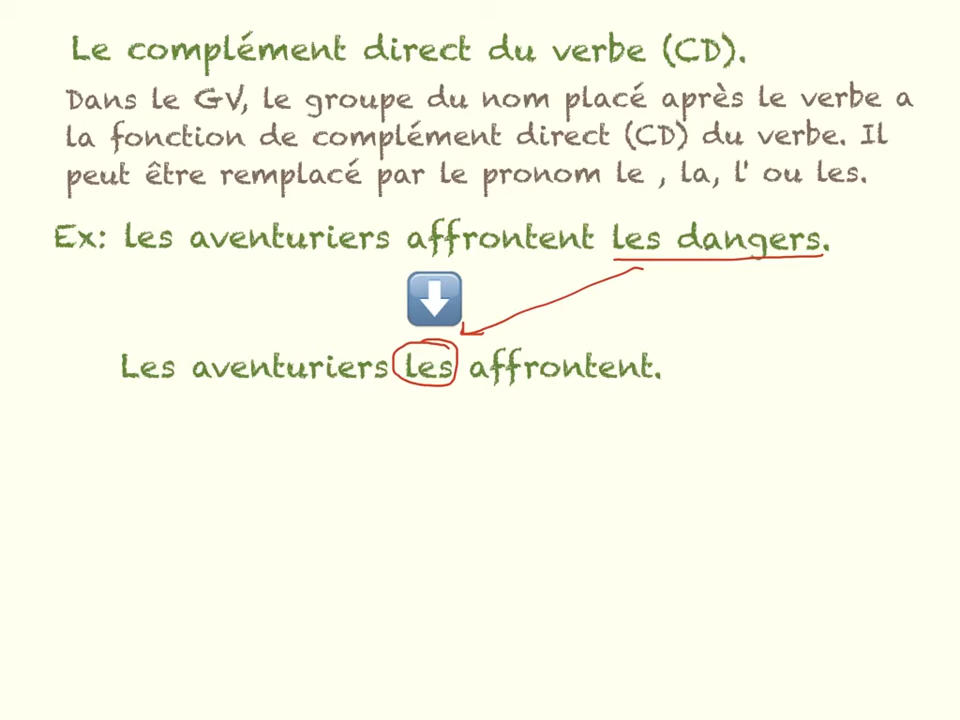 Le complément direct du verbe (CD).
Dans le GV, le groupe du nom placé après le verbe a
la fonction de complément direct (CD) du verbe. Il
peut être remplacé par le pronom le , la, l' ou les.
Ex: les aventuriers affrontent les dangers.
Les aventuriers les affrontent.